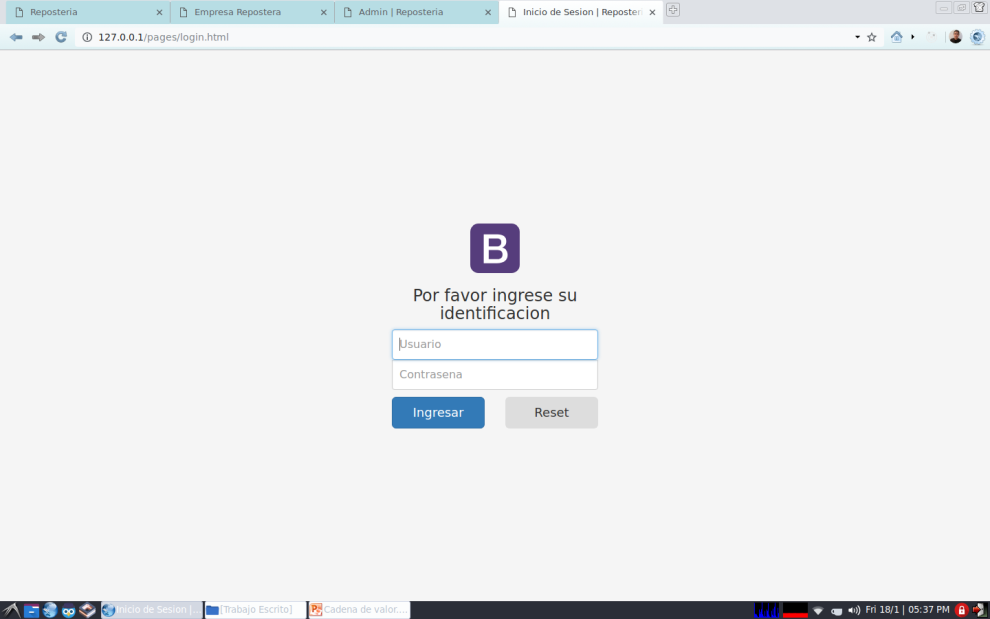 Reposteria
Empresa Repostera
Admin | Reposteria
Inicio de Sesion | Reposteri
127.0.0.1/pages/login.html
B
Por favor ingrese su
identificacion
Usuario
Contrasena
Ingresar
Reset
Inicio de Sesion |...
[Trabajo Escrito]
Cadena de valor....
Fri 18/1 | 05:37 PM